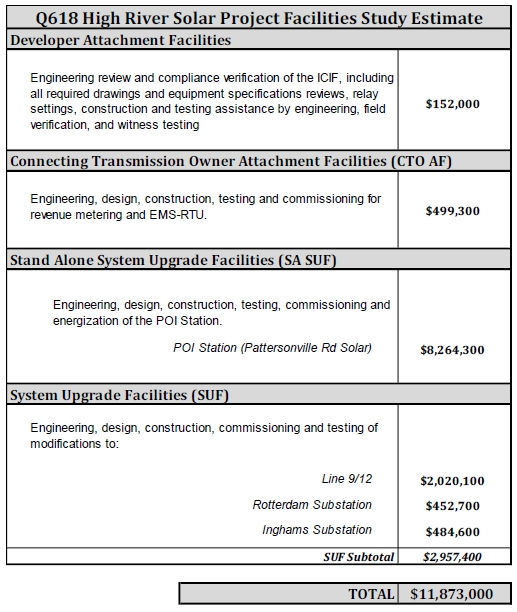 Q618 High River Solar Project Facilities Study Estimate
Developer Attachment Facilities
Engineering review and compliance verification of the ICIF, including
all required drawings and equipment specifications reviews, relay
settings, construction and testing assistance by engineering, field
verification, and witness testing
$152,000
Connecting Transmission Owner Attachment Facilities (CTO AF)
Engineering, design, construction, testing and commissioning for
revenue metering and EMS-RTU.
$499,300
Stand Alone System Upgrade Facilities (SA SUF)
Engineering, design, construction, testing, commissioning and
energization of the POI Station.
POI Station (Pattersonville Rd Solar) $8,264,300
System Upgrade Facilities (SUF)
Engineering, design, construction, commissioning and testing of
modifications to:
Line 9/12 $2,020,100
Rotterdam Substation $452,700
Inghams Substation $484,600
SUF Subtotal $2,957,400
TOTAL $11,873,000